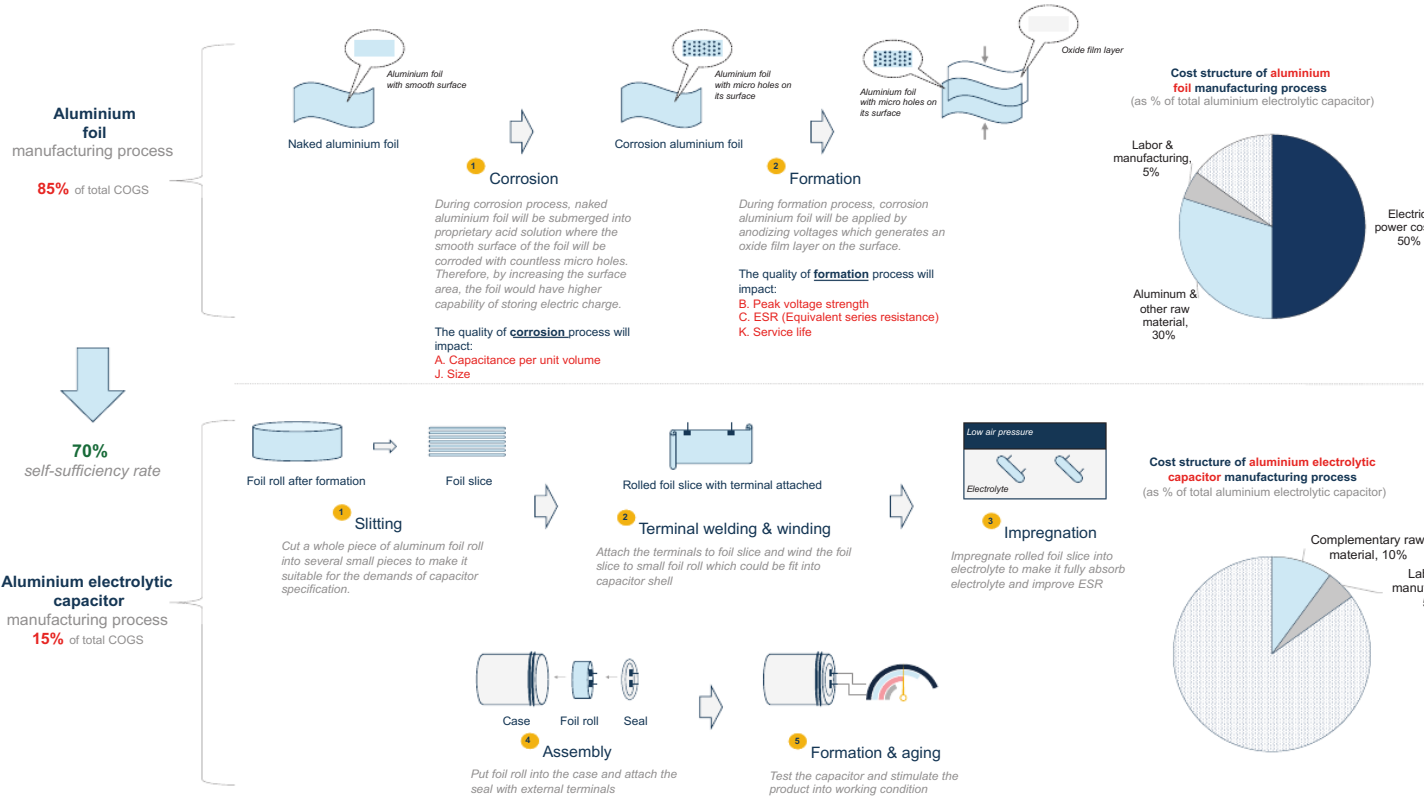 Aluminium
foil
manufacturing process
85% of total COGS
Aluminium foil
with smooth surface
Naked aluminium foil
Aluminium foil
with micro holes on
its surface
Corrosion aluminium foil
Aluminium foil
with micro holes on
its surface
Oxide film layer
1
Corrosion
During corrosion process, naked
aluminium foil will be submerged into
proprietary acid solution where the
smooth surface of the foil will be
corroded with countless micro holes.
Therefore, by increasing the surface
area, the foil would have higher
capability of storing electric charge.
The quality of corrosion process will
impact:
A. Capacitance per unit volume
J. Size
2
Formation
During formation process, corrosion
aluminium foil will be applied by
anodizing voltages which generates an
oxide film layer on the surface.
The quality of formation process will
impact:
B. Peak voltage strength
C. ESR (Equivalent series resistance)
K. Service life
Cost structure of aluminium
foil manufacturing process
(as % of total aluminium electrolytic capacitor)
Labor &
manufacturing,
5%
Electric
power cos
50%
Aluminum &
other raw
material,
30%
70%
self-sufficiency rate
Aluminium electrolytic
capacitor
manufacturing process
15% of total COGS
Foil roll after formation
Foil slice
1
Slitting
Cut a whole piece of aluminum foil roll
into several small pieces to make it
suitable for the demands of capacitor
specification.
Rolled foil slice with terminal attached
2
Terminal welding & winding
Attach the terminals to foil slice and wind the foil
slice to small foil roll which could be fit into
capacitor shell
Low air pressure
Electrolyte
3
Impregnation
Impregnate rolled foil slice into
electrolyte to make it fully absorb
electrolyte and improve ESR
Case
Foil roll
Seal
4
Assembly
Put foil roll into the case and attach the
seal with external terminals
5
Formation & aging
Test the capacitor and stimulate the
product into working condition
Cost structure of aluminium electrolytic
capacitor manufacturing process
(as % of total aluminium electrolytic capacitor)
Complementary raw
material, 10%